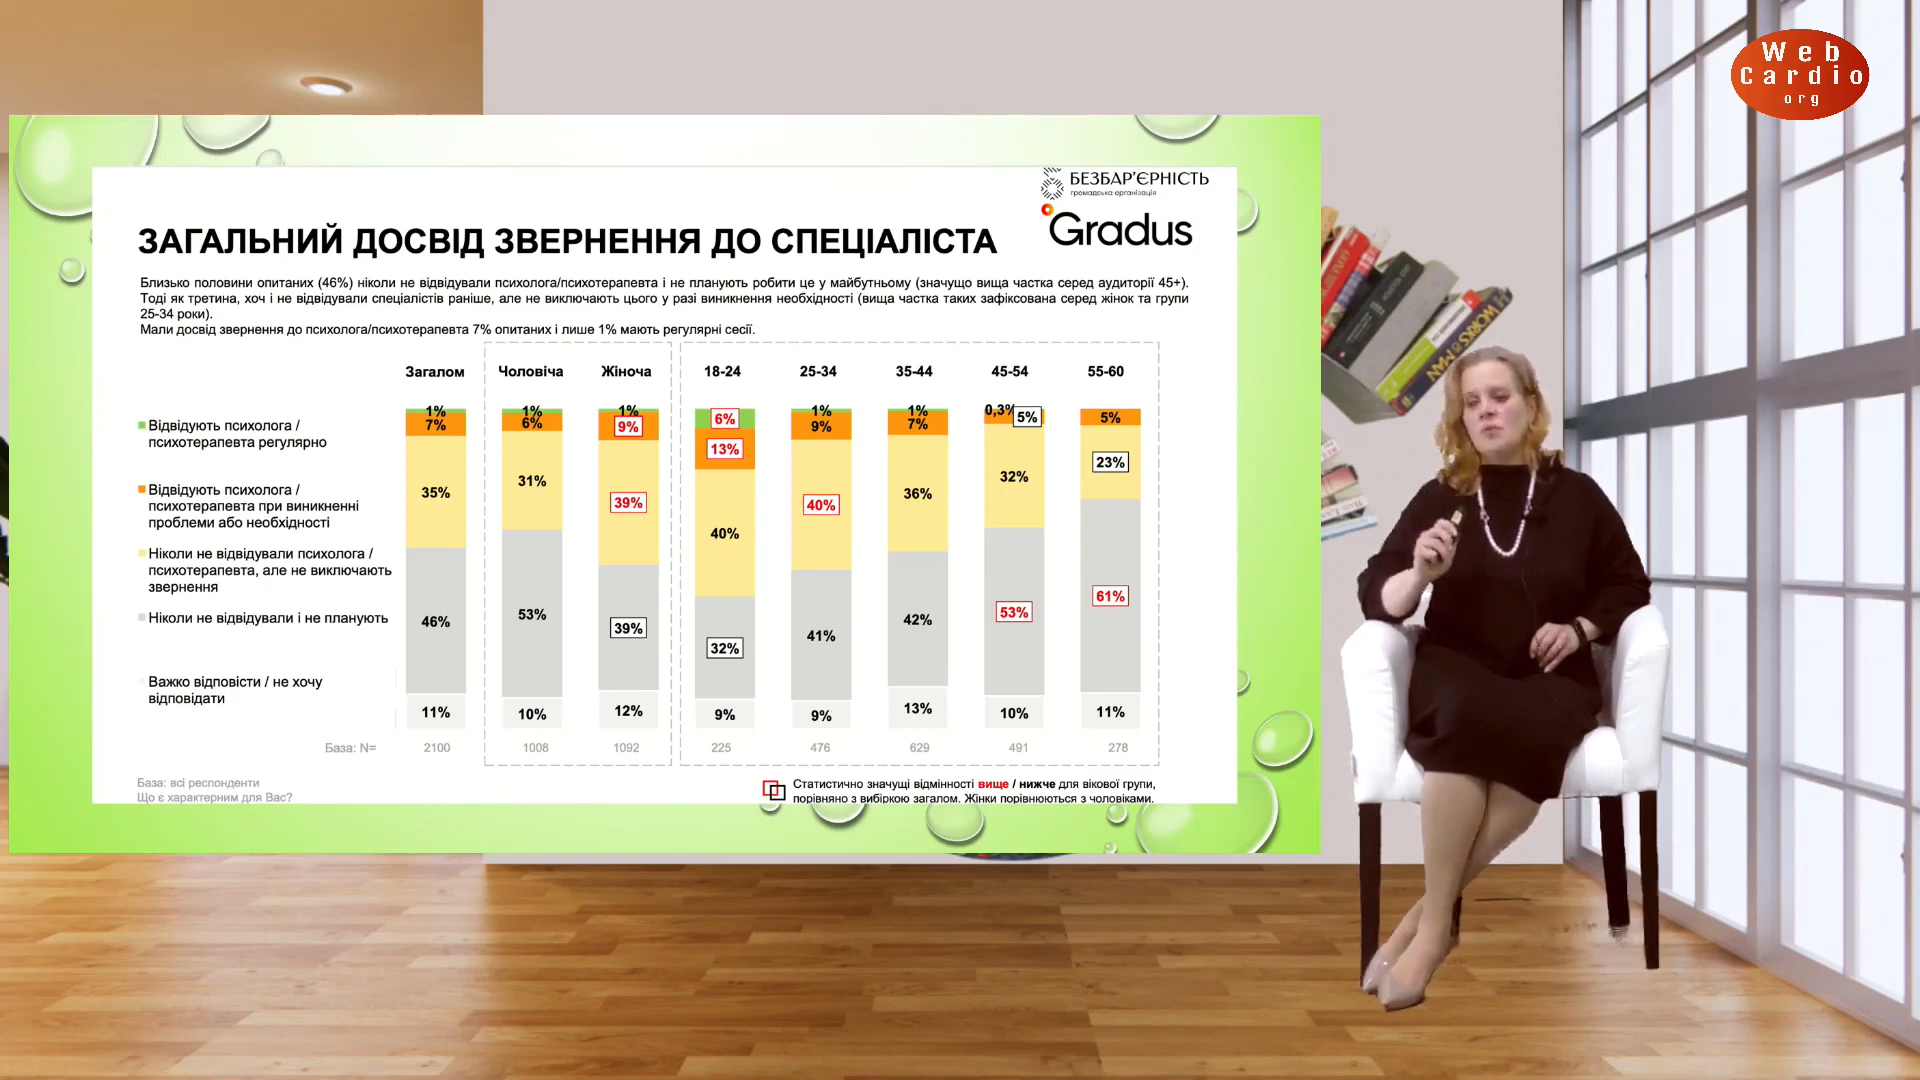 Web
Cardio
org
БЕЗБАР'ЄРНІСТЬ
громадська організація
Gradus
ЗАГАЛЬНИЙ ДОСВІД ЗВЕРНЕННЯ ДО СПЕЦІАЛІСТА
Близько половини опитаних (46%) ніколи не відвідували психолога/психотерапевта і не планують робити це у майбутньому (значущо вища частка серед аудиторії 45+).
Тоді як третина, хоч і не відвідували спеціалістів раніше, але не виключають цього у разі виникнення необхідності (вища частка таких зафіксована серед жінок та групи
25-34 роки).
Мали досвід звернення до психолога/психотерапевта 7% опитаних і лише 1% мають регулярні сесії.
Загалом Чоловіча Жіноча 18-24 25-34 35-44 45-54 55-60
Відвідують психолога /
психотерапевта регулярно
1% 1% 1% 6% 1% 1% 0,3%
Відвідують психолога /
психотерапевта при виникненні
проблеми або необхідності
7% 6% 9% 13% 9% 7% 5% 5%
Ніколи не відвідували психолога /
психотерапевта, але не виключають
звернення
35% 31% 39% 40% 40% 36% 32% 23%
Ніколи не відвідували і не планують
46% 53% 39% 32% 41% 42% 53% 61%
Важко відповісти / не хочу
відповідати
11% 10% 12% 9% 9% 13% 10% 11%
База: N= 2100 1008 1092 225 476 629 491 278
База: всі респонденти
Що є характерним для Вас?
Статистично значущі відмінності вище / нижче для вікової групи,
порівняно з вибіркою загалом. Жінки порівнюються з чоловіками.
WORKS
MAN